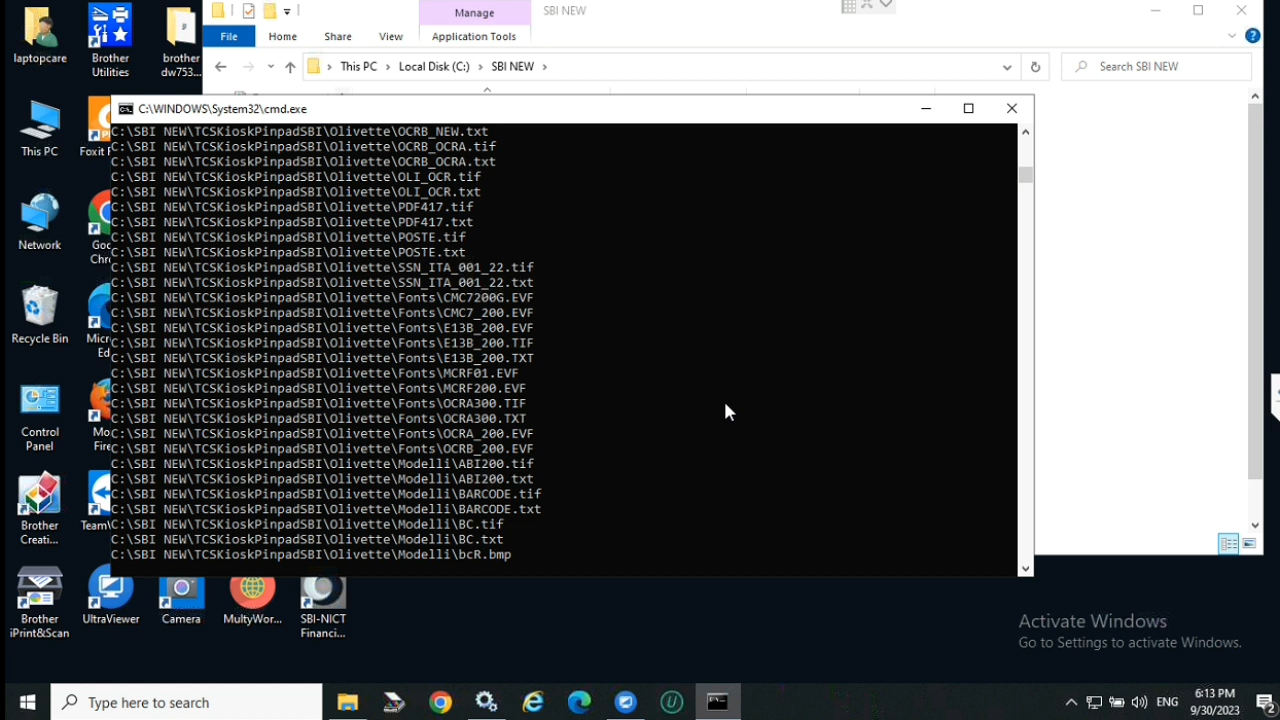 Manage
SBI NEW
File
Home
Share
View
Application Tools
This PC
Local Disk (C:)
SBI NEW
Search SBI NEW
C:\WINDOWS\System32\cmd.exe
C:\SBI NEW\TCSKioskPinpadSBI\Olivette\OCRB_NEW.txt
C:\SBI NEW\TCSKioskPinpadSBI\Olivette\OCRB_OCRA.tif
C:\SBI NEW\TCSKioskPinpadSBI\Olivette\OCRB_OCRA.txt
C:\SBI NEW\TCSKioskPinpadSBI\Olivette\OLI_OCR.tif
C:\SBI NEW\TCSKioskPinpadSBI\Olivette\OLI_OCR.txt
C:\SBI NEW\TCSKioskPinpadSBI\Olivette\PDF417.tif
C:\SBI NEW\TCSKioskPinpadSBI\Olivette\PDF417.txt
C:\SBI NEW\TCSKioskPinpadSBI\Olivette\POSTE.tif
C:\SBI NEW\TCSKioskPinpadSBI\Olivette\POSTE.txt
C:\SBI NEW\TCSKioskPinpadSBI\Olivette\SSN_ITA_001_22.tif
C:\SBI NEW\TCSKioskPinpadSBI\Olivette\SSN_ITA_001_22.txt
C:\SBI NEW\TCSKioskPinpadSBI\Olivette\Fonts\CMC7200G.EVF
C:\SBI NEW\TCSKioskPinpadSBI\Olivette\Fonts\CMC7_200.EVF
C:\SBI NEW\TCSKioskPinpadSBI\Olivette\Fonts\E13B_200.EVF
C:\SBI NEW\TCSKioskPinpadSBI\Olivette\Fonts\E13B_200.TIF
C:\SBI NEW\TCSKioskPinpadSBI\Olivette\Fonts\E13B_200.TXT
C:\SBI NEW\TCSKioskPinpadSBI\Olivette\Fonts\MCRF01.EVF
C:\SBI NEW\TCSKioskPinpadSBI\Olivette\Fonts\MCRF200.EVF
C:\SBI NEW\TCSKioskPinpadSBI\Olivette\Fonts\OCRA300.TIF
C:\SBI NEW\TCSKioskPinpadSBI\Olivette\Fonts\OCRA300.TXT
C:\SBI NEW\TCSKioskPinpadSBI\Olivette\Fonts\OCRA_200.EVF
C:\SBI NEW\TCSKioskPinpadSBI\Olivette\Fonts\OCRB_200.EVF
C:\SBI NEW\TCSKioskPinpadSBI\Olivette\Modelli\ABI200.tif
C:\SBI NEW\TCSKioskPinpadSBI\Olivette\Modelli\ABI200.txt
C:\SBI NEW\TCSKioskPinpadSBI\Olivette\Modelli\BARCODE.tif
C:\SBI NEW\TCSKioskPinpadSBI\Olivette\Modelli\BARCODE.txt
C:\SBI NEW\TCSKioskPinpadSBI\Olivette\Modelli\BC.tif
C:\SBI NEW\TCSKioskPinpadSBI\Olivette\Modelli\BC.txt
C:\SBI NEW\TCSKioskPinpadSBI\Olivette\Modelli\bcR.bmp
laptopcare
Brother
Utilities
brother
dw753...
This PC
Foxit
Network
Goo
Chr
Recycle Bin
Micr
Ed
Control
Panel
Mo
Fire
Brother
Creati...
Team
Brother
iPrint&Scan
UltraViewer
Camera
MultyWor...
SBI-NICT
Financi...
Activate Windows
Go to Settings to activate Windows.
Type here to search
ENG
6:13 PM
9/30/2023
2